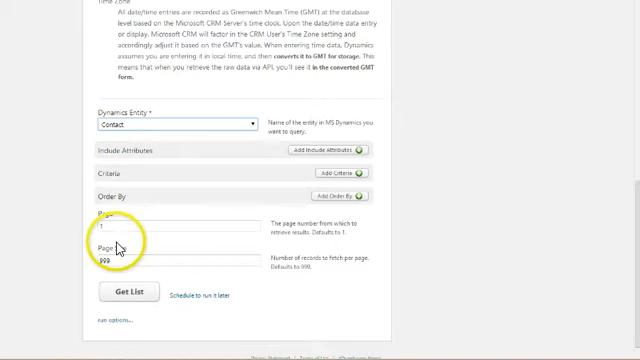 Time Zone
All date/time entries are recorded as Greenwich Mean Time (GMT) at the database
level based on the Microsoft CRM Server's time clock. Upon the date/time data entry
or display, Microsoft CRM will factor in the CRM User's Time Zone setting and
accordingly adjust it based on the GMT's value. When entering data, Dynamics
assumes you are entering it in local time, and then converts it to GMT for storage.
This means that when you retrieve the raw data via API, you'll see it in the converted GMT
form.
Dynamics Entity *
Contact
Name of the entity in MS Dynamics you
want to query.
Include Attributes
Add Include Attributes
Criteria
Add Criteria
Order By
Add Order By
Page
1
The page number from which to
retrieve results. Defaults to 1.
Page
999
Number of records to fetch per page.
Defaults to 999.
Get List
Schedule to run it later
run options...